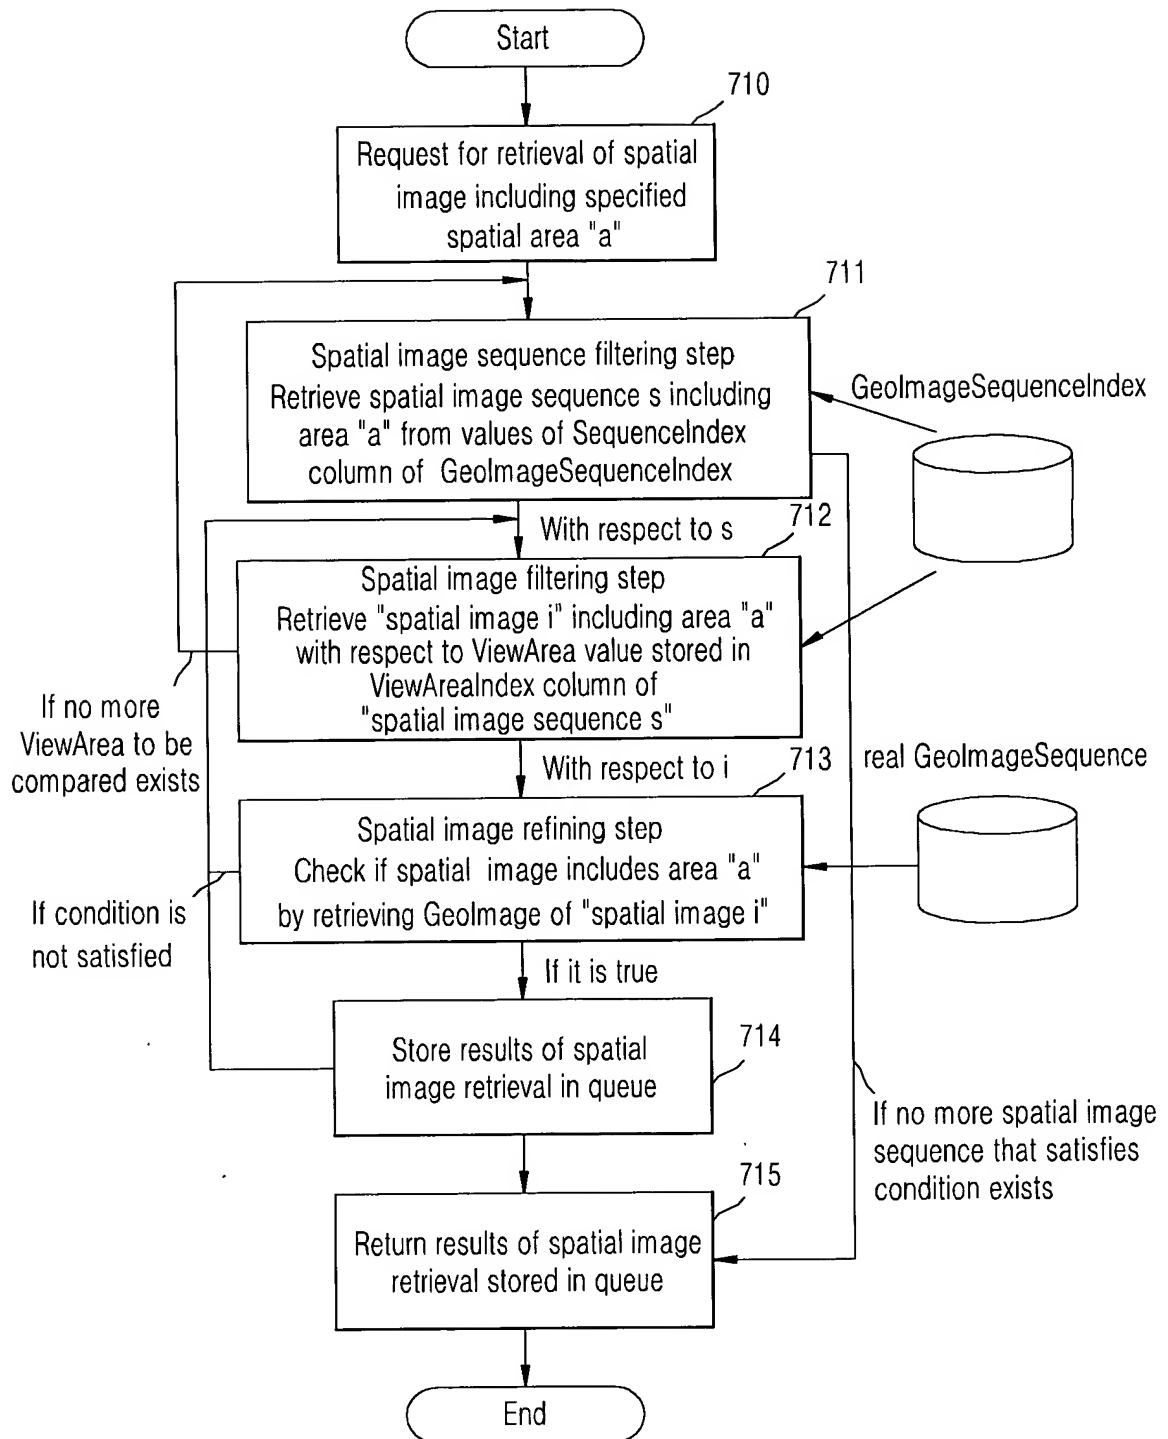 Start
710
Request for retrieval of spatial
image including specified
spatial area "a"
711
Spatial image sequence filtering step
Retrieve spatial image sequence s including
area "a" from values of SequenceIndex
column of GeoImageSequenceIndex
GeoImageSequenceIndex
With respect to s
712
Spatial image filtering step
Retrieve "spatial image i" including area "a"
with respect to ViewArea value stored in
ViewAreaIndex column of
"spatial image sequence s"
If no more
ViewArea to be
compared exists
With respect to i
713
real GeoImageSequence
Spatial image refining step
Check if spatial image includes area "a"
by retrieving GeoImage of "spatial image i"
If condition is
not satisfied
If it is true
714
Store results of spatial
image retrieval in queue
If no more spatial image
sequence that satisfies
condition exists
715
Return results of spatial image
retrieval stored in queue
End